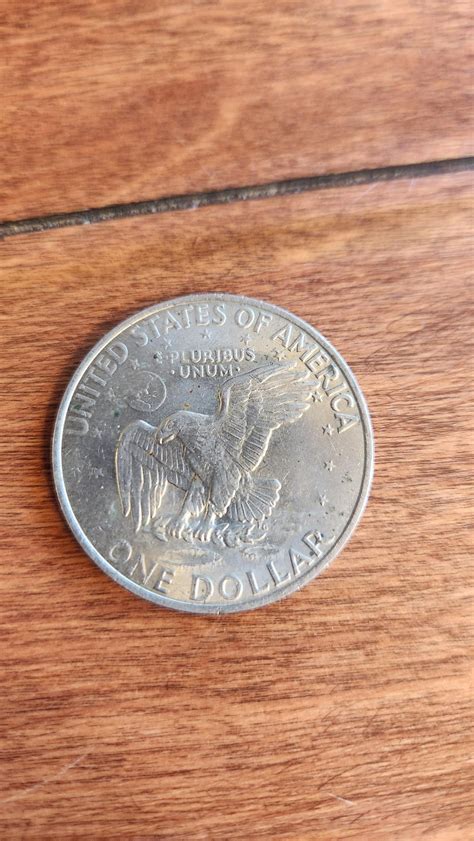 UNITED STATES OF AMERICA
E PLURIBUS
·UNUM·
ONE DOLLAR